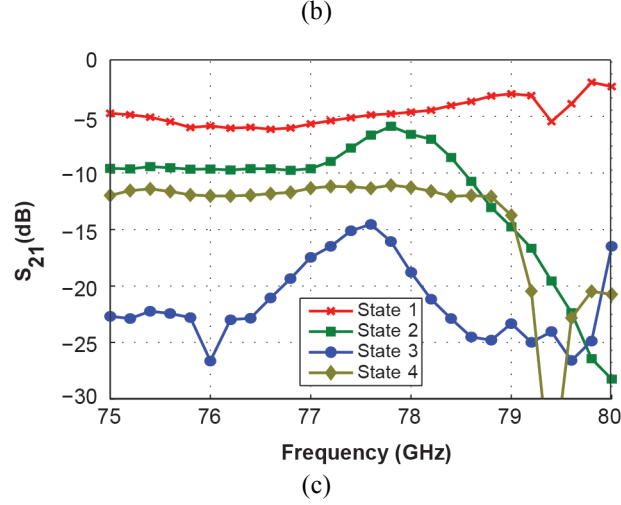 (b)
0
−5
−10
−15
−20
−25
−30
S21(dB)
State 1
State 2
State 3
State 4
75 76 77 78 79 80
Frequency (GHz)
(c)